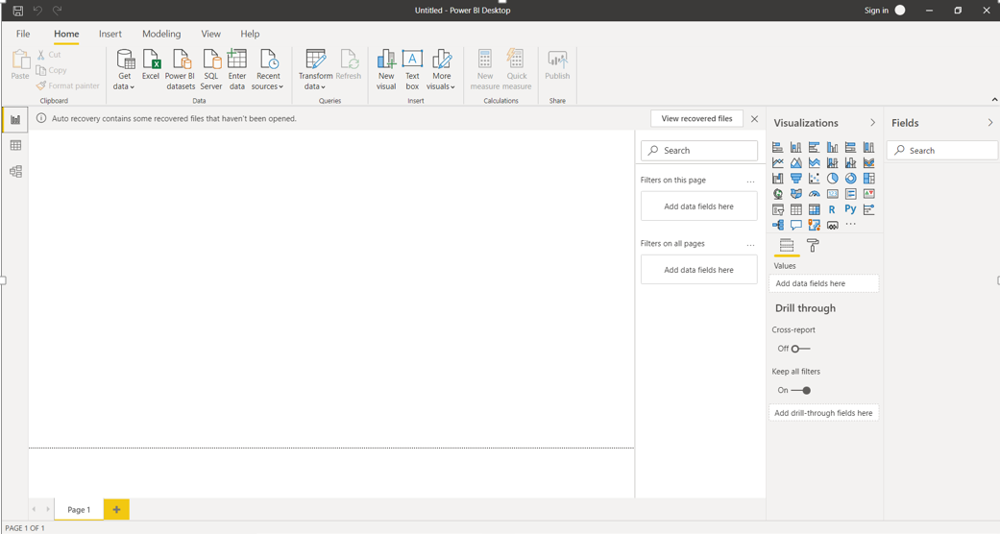 Untitled - Power BI Desktop
Sign in
File Home Insert Modeling View Help
Paste
Cut
Copy
Format painter
Clipboard
Get data
Excel
Power BI datasets
SQL Server
Enter data
Recent sources
Data
Transform data
Refresh
Queries
New visual
Text box
More visuals
Insert
New measure
Quick measure
Calculations
Publish
Share
Auto recovery contains some recovered files that haven't been opened.
View recovered files
Search
Filters on this page ...
Add data fields here
Filters on all pages ...
Add data fields here
Visualizations
R Py
...
Values
Add data fields here
Drill through
Cross-report
Off
Keep all filters
On
Add drill-through fields here
Fields
Search
Page 1
PAGE 1 OF 1